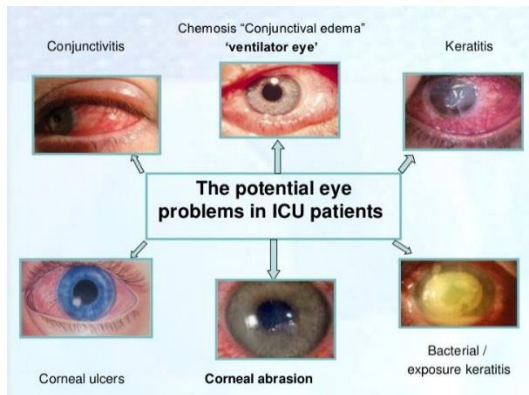 Chemosis “Conjunctival edema”
Conjunctivitis
‘ventilator eye’
Keratitis
The potential eye
problems in ICU patients
Corneal ulcers
Corneal abrasion
Bacterial /
exposure keratitis